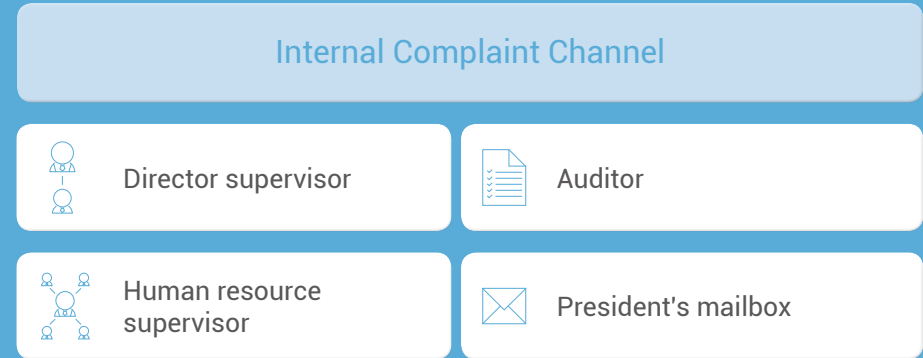 Internal Complaint Channel
Director supervisor
Auditor
Human resource
supervisor
President's mailbox